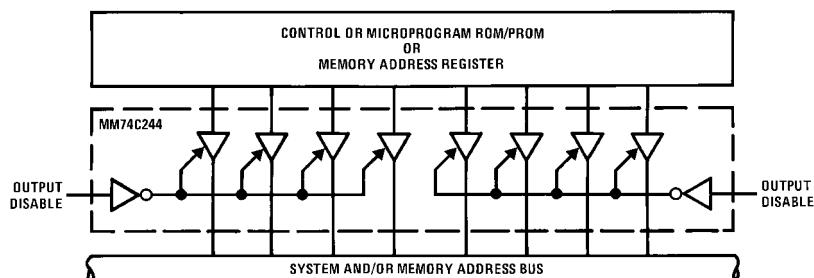 CONTROL OR MICROPROGRAM ROM/PROM
OR
MEMORY ADDRESS REGISTER
MM74C244
OUTPUT
DISABLE
OUTPUT
DISABLE
SYSTEM AND/OR MEMORY ADDRESS BUS